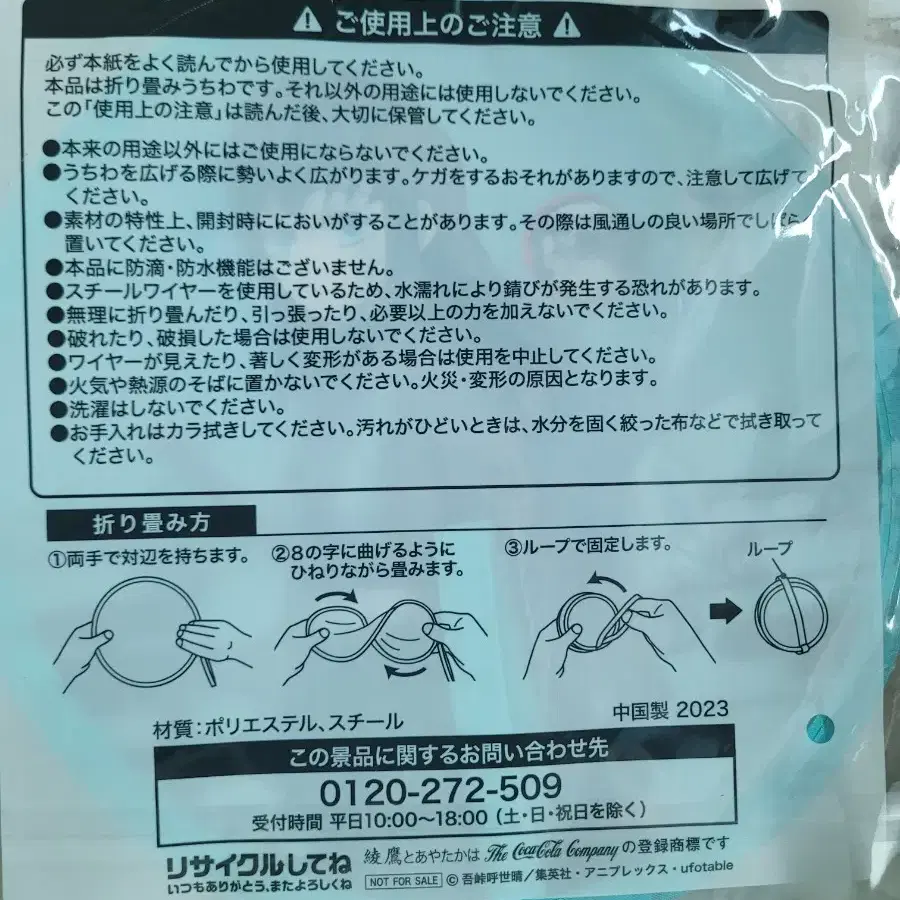 ⚠ ご使用上のご注意 ⚠
必ず本紙をよく読んでから使用してください。
本品は折り畳みうちわです。それ以外の用途には使用しないでください。
この「使用上の注意」は読んだ後、大切に保管してください。
●本来の用途以外にはご使用にならないでください。
●うちわを広げる際に勢いよく広がります。ケガをするおそれがありますので、注意して広げて
ください。
●素材の特性上、開封時ににおいがすることがあります。その際は風通しの良い場所でしばら
置いてください。
●本品に防滴・防水機能はございません。
●スチールワイヤーを使用しているため、水濡れにより錆びが発生する恐れがあります。
●無理に折り畳んだり、引っ張ったり、必要以上の力を加えないでください。
●破れたり、破損した場合は使用しないでください。
●ワイヤーが見えたり、著しく変形がある場合は使用を中止してください。
●火気や熱源のそばに置かないでください。火災・変形の原因となります。
●洗濯はしないでください。
●お手入れはカラ拭きしてください。汚れがひどいときは、水分を固く絞った布などで拭き取って
ください。
折り畳み方
①両手で対辺を持ちます。
②8の字に曲げるように
ひねりながら畳みます。
③ループで固定します。
ループ
材質:ポリエステル、スチール
中国製 2023
この景品に関するお問い合わせ先
0120-272-509
受付時間 平日10:00〜18:00(土・日・祝日を除く)
リサイクルしてね
いつもありがとう、またよろしくね
綾鷹とあやたかは The Coca-Cola Company の登録商標です
NOT FOR SALE ©吾峠呼世晴/集英社・アニプレックス・ufotable